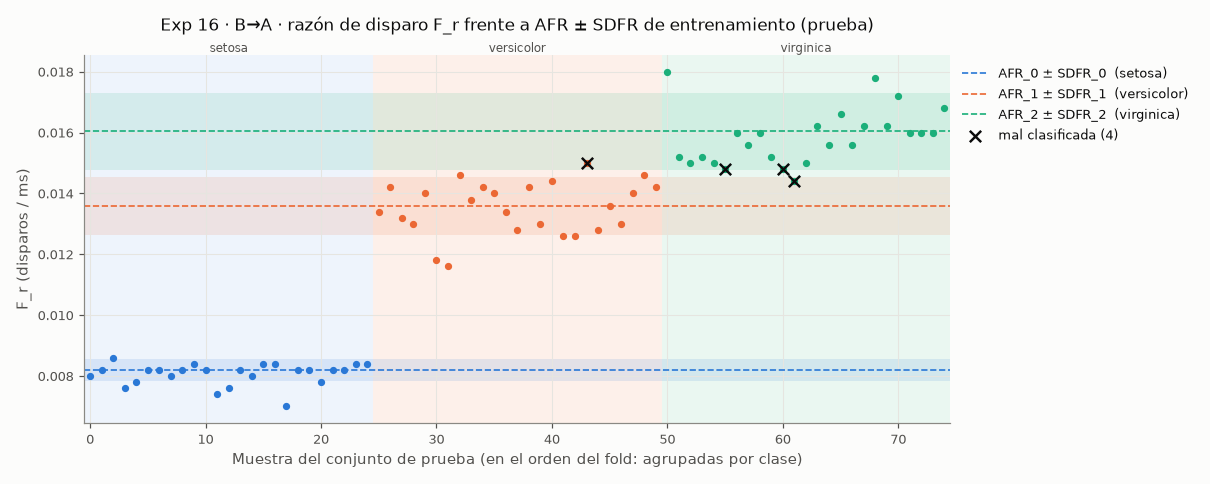 Exp 16 · B→A · razón de disparo F_r frente a AFR ± SDFR de entrenamiento (prueba)
setosa
versicolor
virginica
0.018
0.016
0.014
0.012
0.010
0.008
F_r (disparos / ms)
0
10
20
30
40
50
60
70
Muestra del conjunto de prueba (en el orden del fold: agrupadas por clase)
AFR_0 ± SDFR_0 (setosa)
AFR_1 ± SDFR_1 (versicolor)
AFR_2 ± SDFR_2 (virginica)
mal clasificada (4)